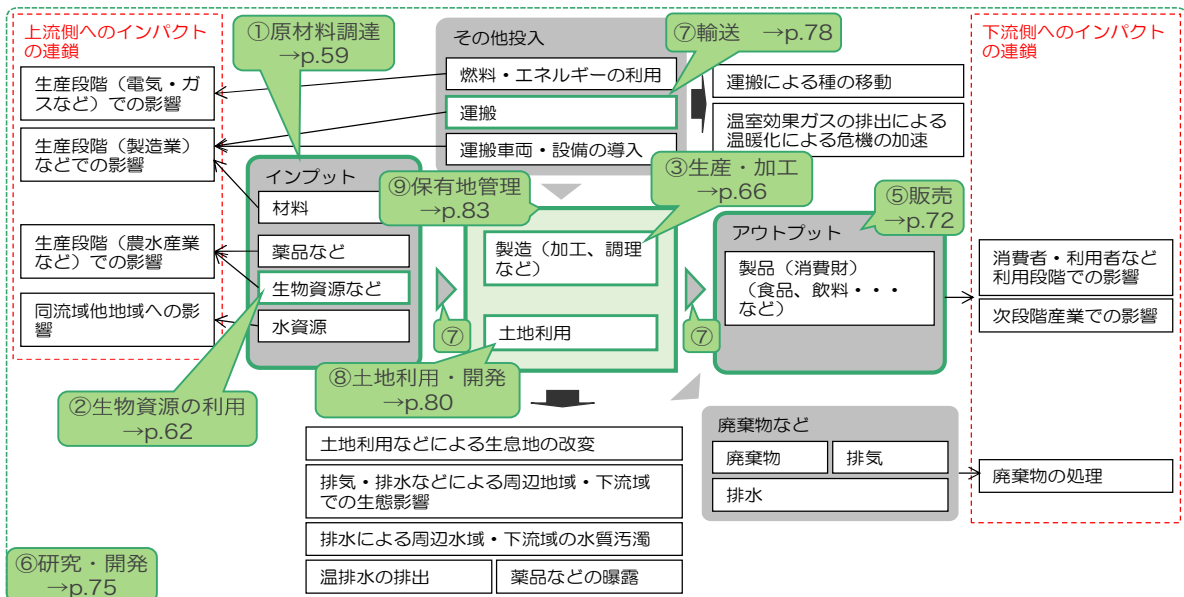 上流側へのインパクト
の連鎖
①原材料調達
→p.59
その他投入
⑦輸送　→p.78
下流側へのインパクト
の連鎖
生産段階（電気・ガ
スなど）での影響
燃料・エネルギーの利用
運搬
運搬車両・設備の導入
運搬による種の移動
温室効果ガスの排出による
温暖化による危機の加速
生産段階（製造業）
などでの影響
インプット
材料
薬品など
生物資源など
水資源
⑨保有地管理
→p.83
③生産・加工
→p.66
⑤販売
→p.72
生産段階（農水産業
など）での影響
同流域他地域への影
響
製造（加工、調理
など）
土地利用
アウトプット
製品（消費財）
（食品、飲料・・・
など）
消費者・利用者など
利用段階での影響
次段階産業での影響
⑦
⑦
②生物資源の利用
→p.62
⑧土地利用・開発
→p.80
土地利用などによる生息地の改変
排気・排水などによる周辺地域・下流域
での生態影響
排水による周辺水域・下流域の水質汚濁
温排水の排出
薬品などの曝露
廃棄物など
廃棄物
排気
排水
廃棄物の処理
⑥研究・開発
→p.75